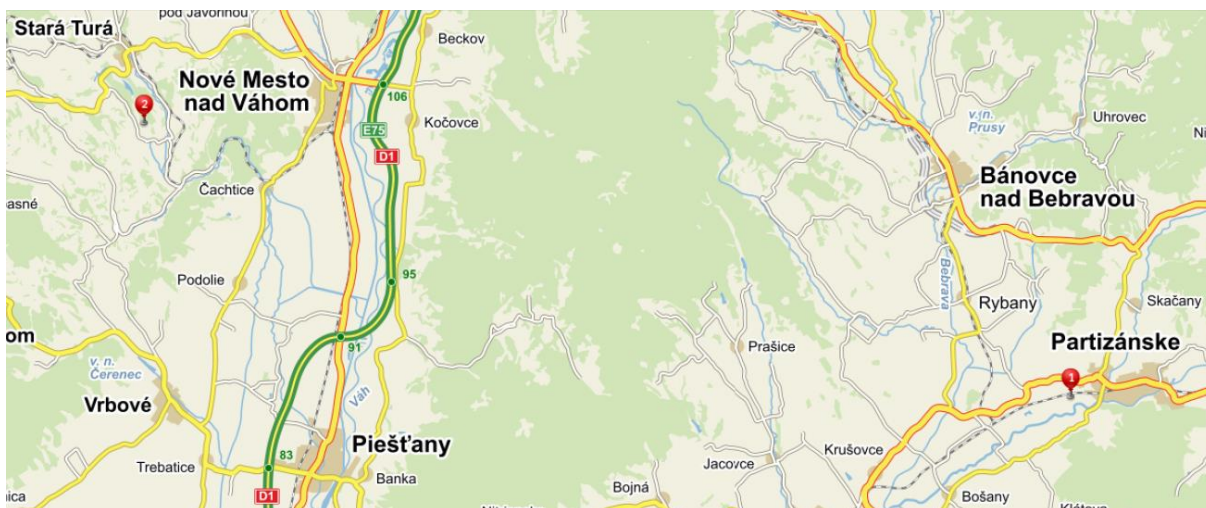 pod Javorinou
Stará Turá
Beckov
Nové Mesto
nad Váhom
2
106
E75
Kočovce
v. n.
Prusy
Uhrovec
D1
Bánovce
nad Bebravou
Čachtice
Bebrava
95
Podolie
Rybany
Skačany
91
Prašice
Partizánske
v. n.
Čerenec
Váh
1
Vrbové
Piešťany
83
Trebatice
Banka
Krušovce
Jacovce
Bojná
Bošany
D1